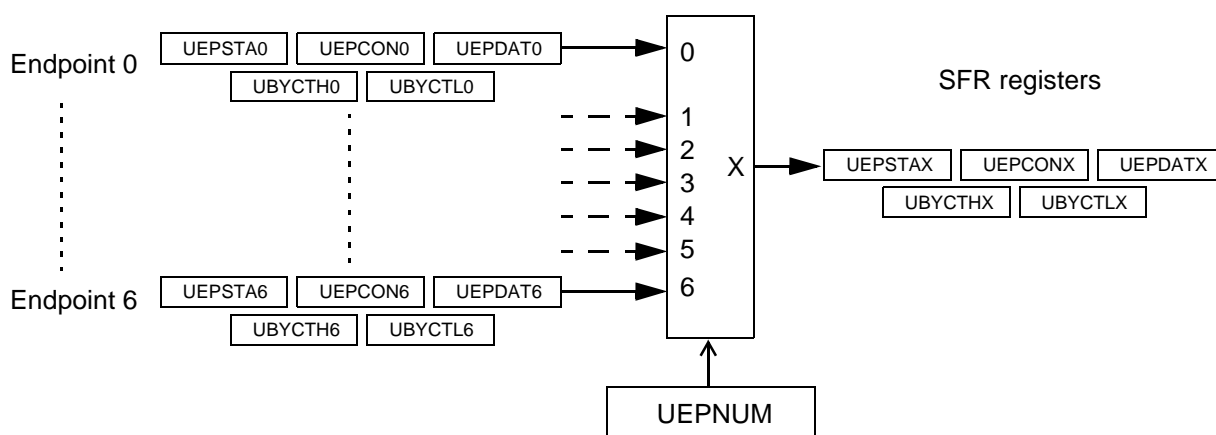 UEPSTA0 UEPCON0 UEPDAT0 0
Endpoint 0
UBYCTH0 UBYCTL0
SFR registers
1
2
X
UEPSTAX UEPCONX UEPDATX
3
UBYCTHX UBYCTLX
4
5
Endpoint 6
UEPSTA6 UEPCON6 UEPDAT6 6
UBYCTH6 UBYCTL6
UEPNUM